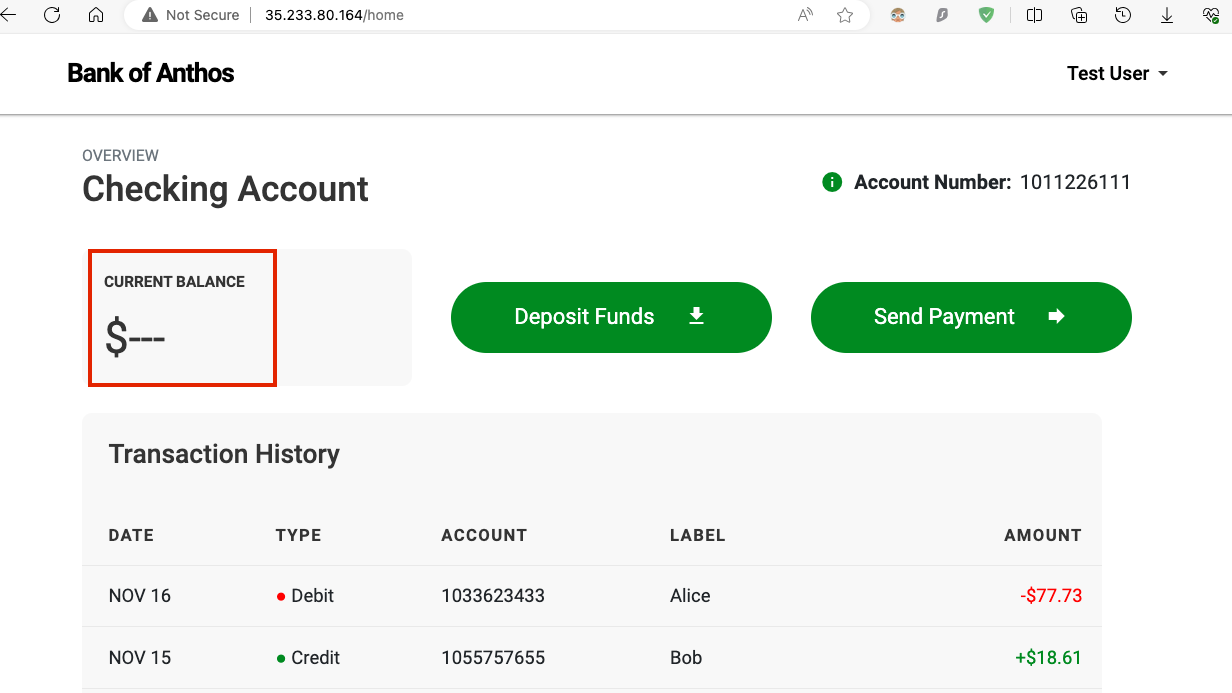 Not Secure 35.233.80.164/home
Bank of Anthos Test User
OVERVIEW
Checking Account
Account Number: 1011226111
CURRENT BALANCE
$---
Deposit Funds
Send Payment
Transaction History
DATE TYPE ACCOUNT LABEL AMOUNT
NOV 16 Debit 1033623433 Alice -$77.73
NOV 15 Credit 1055757655 Bob +$18.61